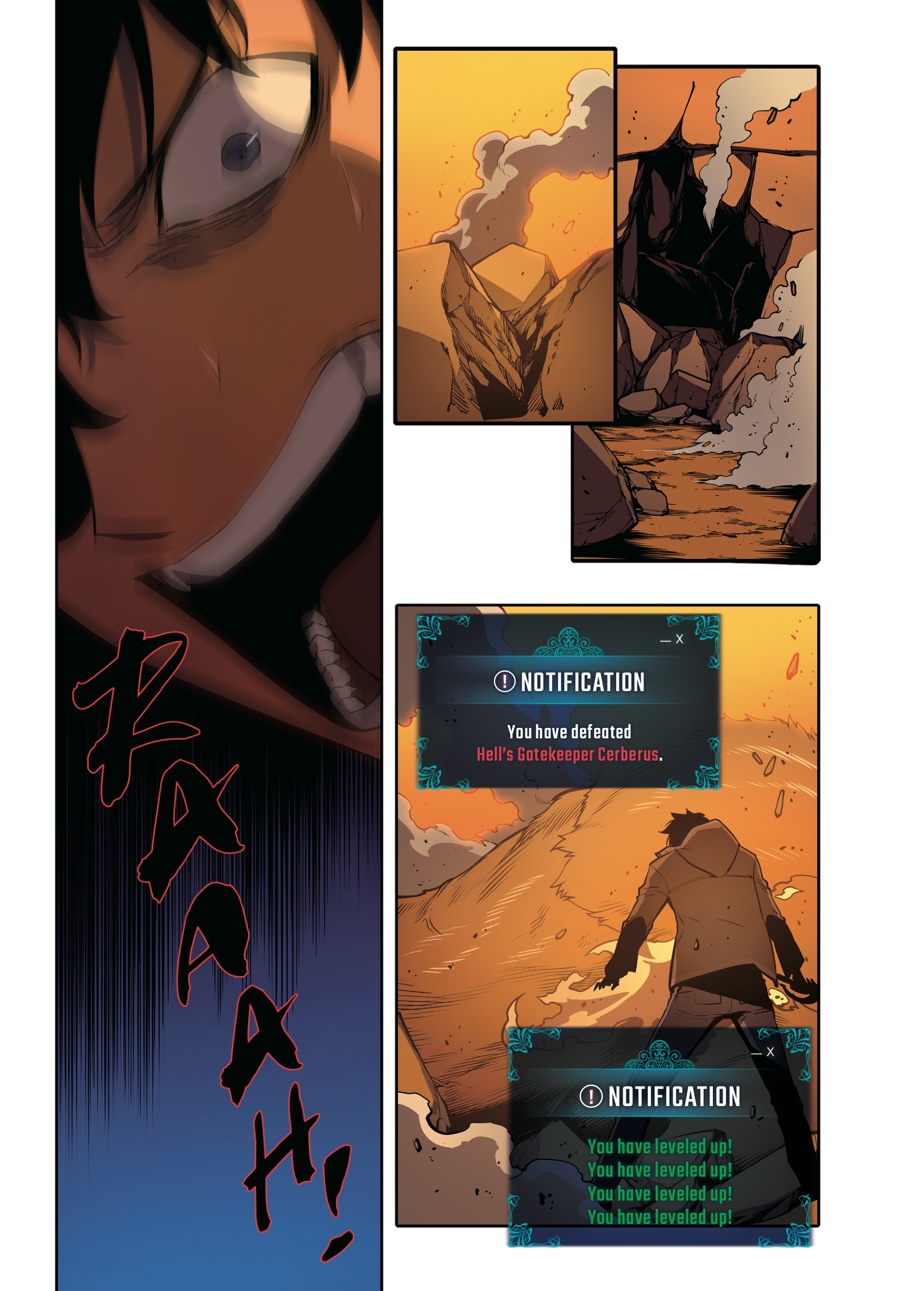 RAAAH!
— X
! NOTIFICATION
You have defeated
Hell's Gatekeeper Cerberus.
— X
! NOTIFICATION
You have leveled up!
You have leveled up!
You have leveled up!
You have leveled up!